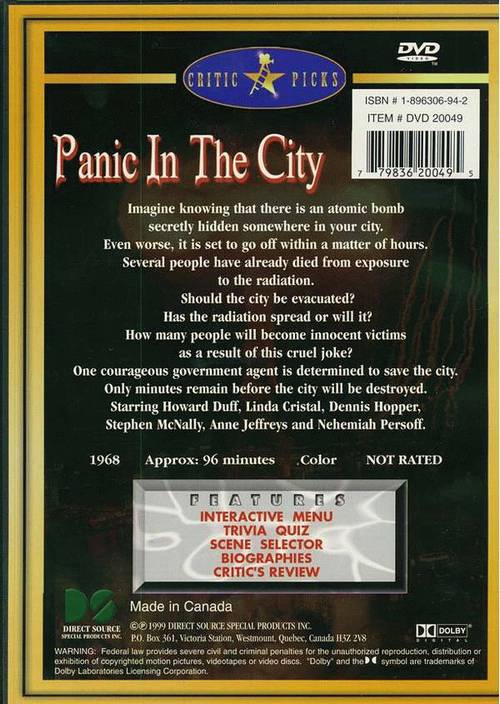 CRITIC PICKS
DVD
VIDEO
TM
ISBN # 1-896306-94-2
ITEM # DVD 20049
7 79836 20049 5
Panic In The City
Imagine knowing that there is an atomic bomb
secretly hidden somewhere in your city.
Even worse, it is set to go off within a matter of hours.
Several people have already died from exposure
to the radiation.
Should the city be evacuated?
Has the radiation spread or will it?
How many people will become innocent victims
as a result of this cruel joke?
One courageous government agent is determined to save the city.
Only minutes remain before the city will be destroyed.
Starring Howard Duff, Linda Cristal, Dennis Hopper,
Stephen McNally, Anne Jeffreys and Nehemiah Persoff.
1968 Approx: 96 minutes .Color NOT RATED
FEATURES
INTERACTIVE MENU
TRIVIA QUIZ
SCENE SELECTOR
BIOGRAPHIES
CRITIC'S REVIEW
DS
DIRECT SOURCE
SPECIAL PRODUCTS INC.
Made in Canada
©℗ 1999 DIRECT SOURCE SPECIAL PRODUCTS INC.
P.O. Box 361, Victoria Station, Westmount, Quebec, Canada H3Z 2V8
DOLBY
DIGITAL
WARNING: Federal law provides severe civil and criminal penalties for the unauthorized reproduction, distribution or
exhibition of copyrighted motion pictures, videotapes or video discs. "Dolby" and the symbol are trademarks of
Dolby Laboratories Licensing Corporation.